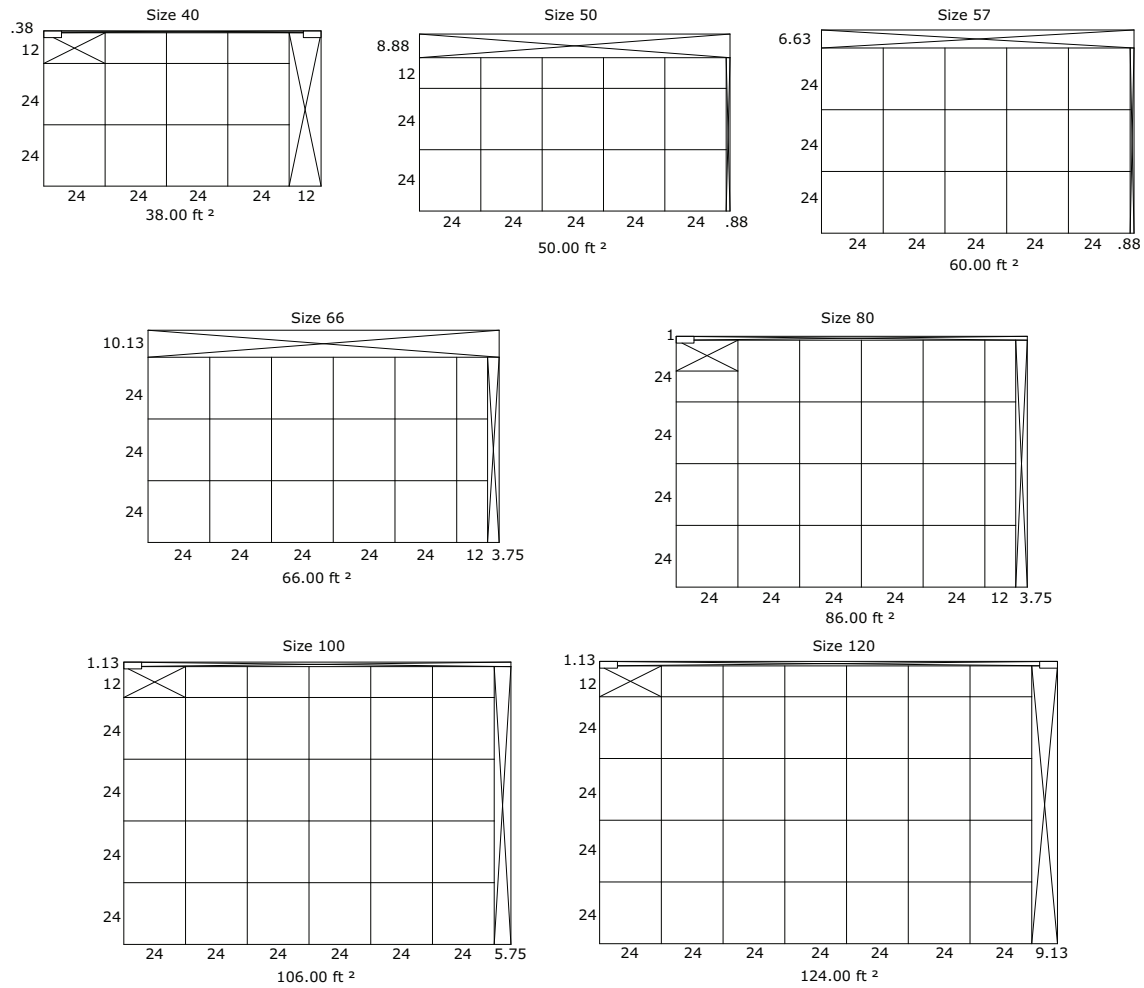 Size 40
.38
12
24
24
24 24 24 24 12
38.00 ft ²
Size 50
8.88
12
24
24
24 24 24 24 24 .88
50.00 ft ²
Size 57
6.63
24
24
24
24 24 24 24 24 .88
60.00 ft ²
Size 66
10.13
24
24
24
24 24 24 24 24 12 3.75
66.00 ft ²
Size 80
1
24
24
24
24
24 24 24 24 24 12 3.75
86.00 ft ²
Size 100
1.13
12
24
24
24
24
24 24 24 24 24 24 5.75
106.00 ft ²
Size 120
1.13
12
24
24
24
24
24 24 24 24 24 24 24 9.13
124.00 ft ²